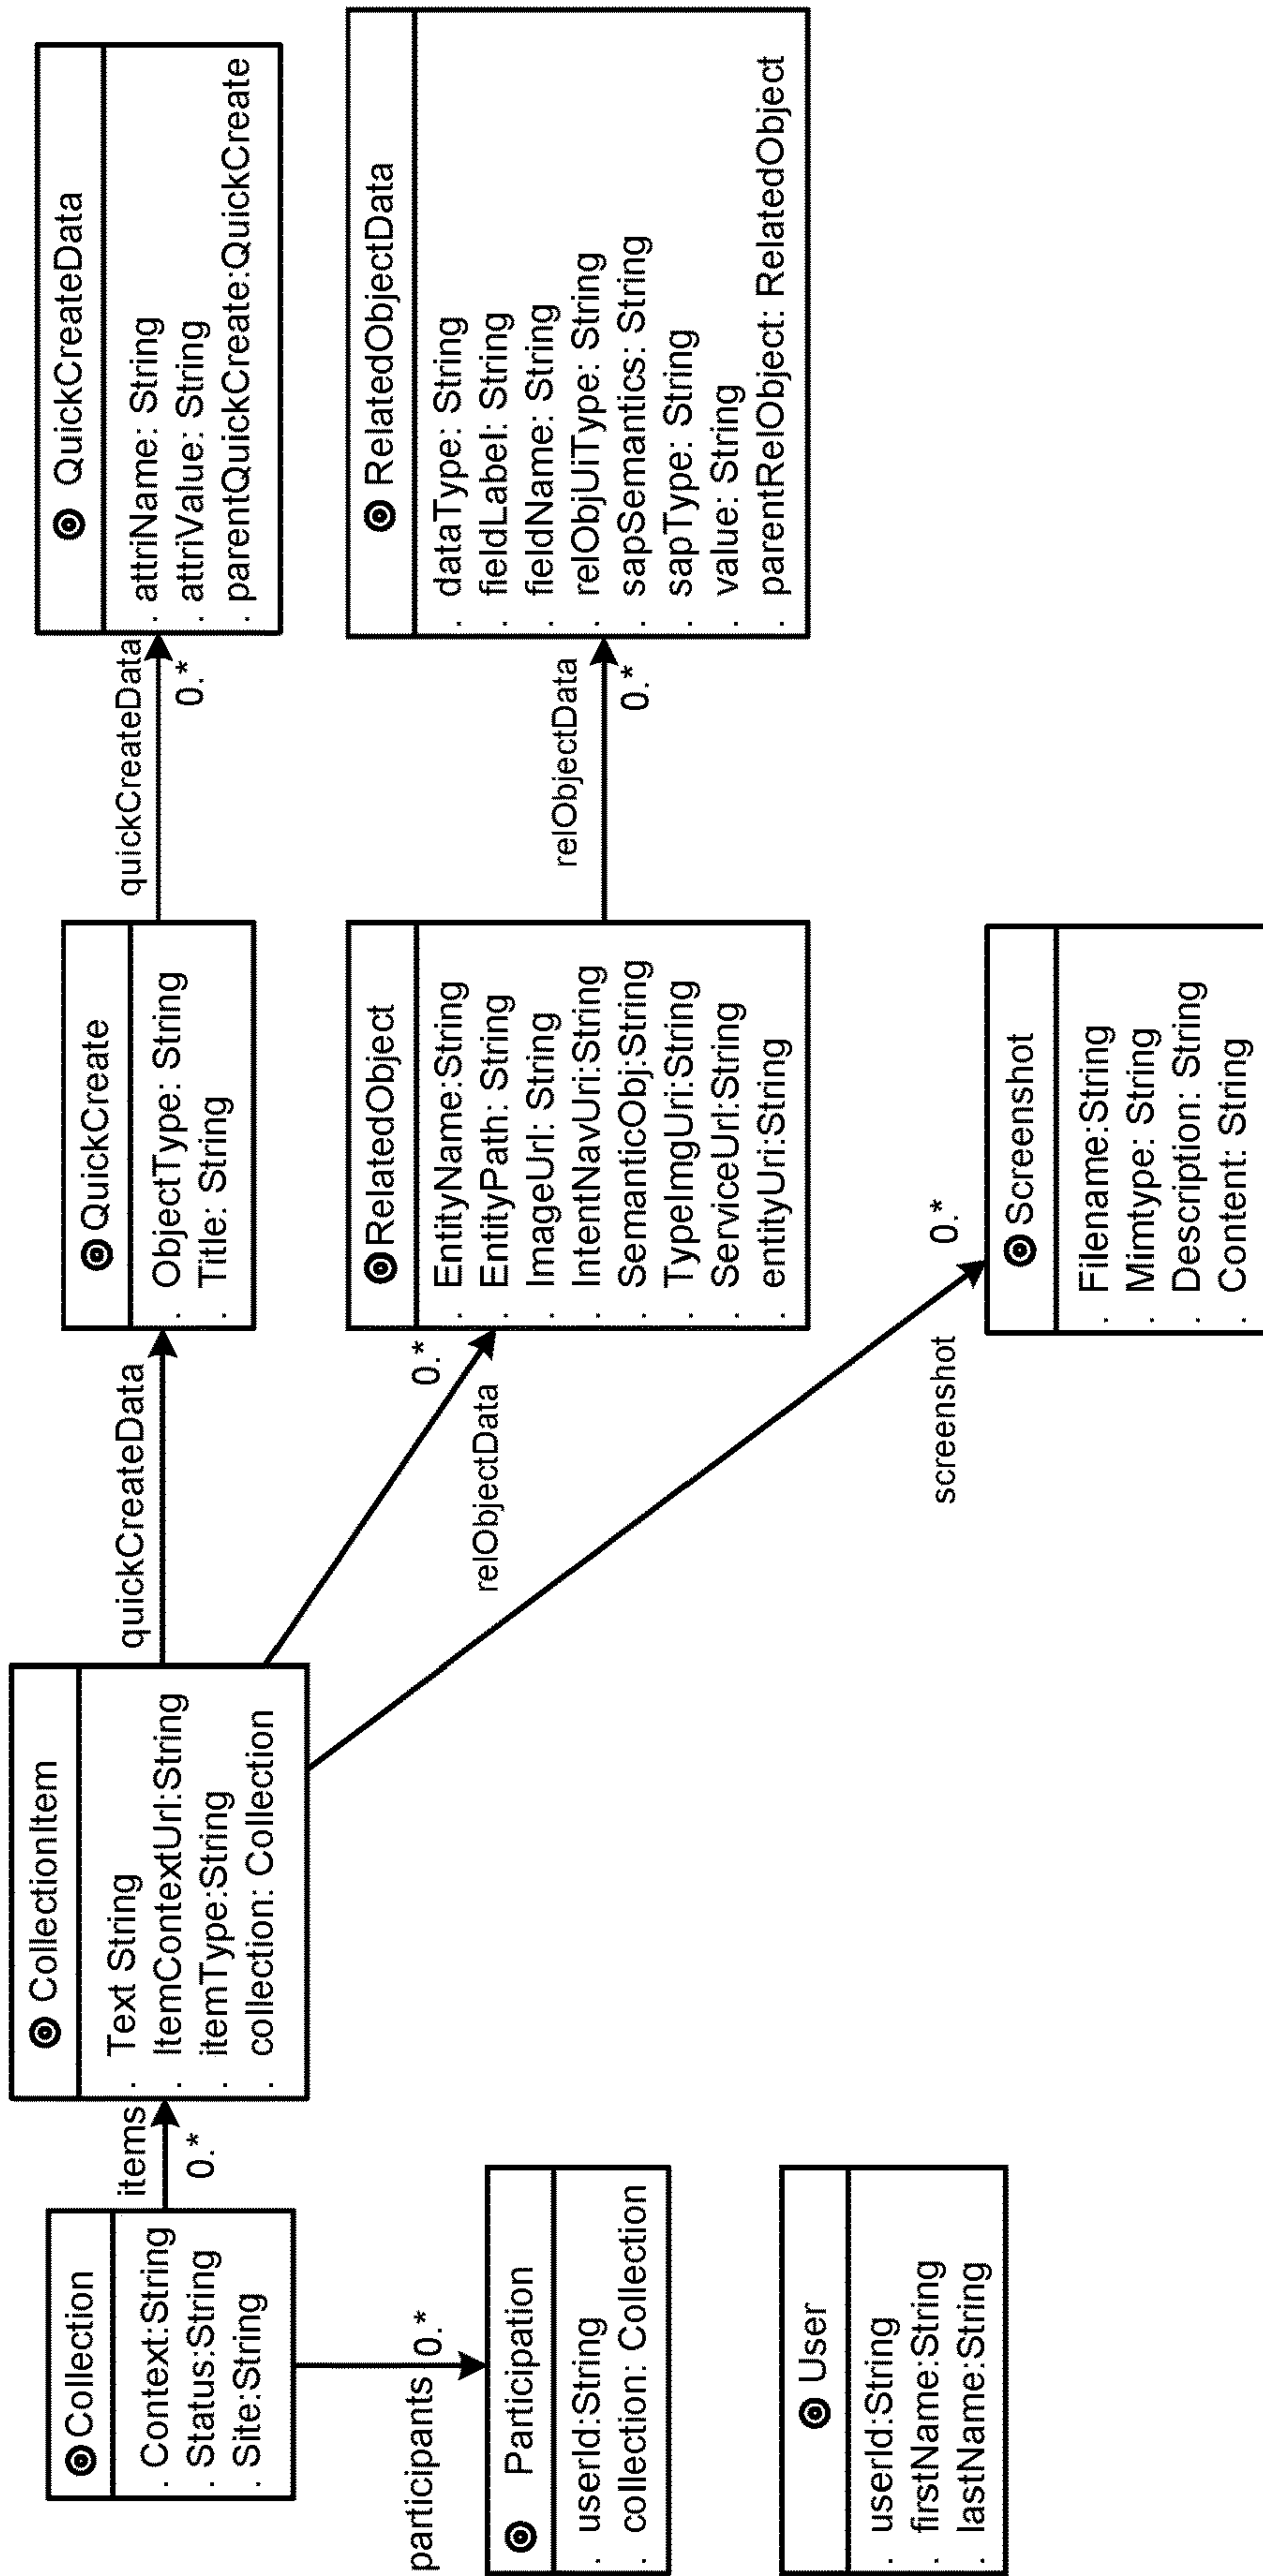 Collection
. Context:String
. Status:String
. Site:String
items
0.*
participants
0.*
Participation
. userId:String
. collection: Collection
User
. userId:String
. firstName:String
. lastName:String
CollectionItem
. Text String
. ItemContextUrl:String
. itemType:String
. collection: Collection
quickCreateData
relObjectData
0.*
screenshot
0.*
QuickCreate
. ObjectType: String
. Title: String
RelatedObject
. EntityName:String
. EntityPath: String
. ImageUrl: String
. IntentNavUri:String
. SemanticObj:String
. TypeImgUri:String
. ServiceUrl:String
. entityUri:String
Screenshot
. Filename:String
. Mimtype: String
. Description: String
. Content: String
quickCreateData
0.*
relObjectData
0.*
QuickCreateData
. attriName: String
. attriValue: String
. parentQuickCreate:QuickCreate
RelatedObjectData
. dataType: String
. fieldLabel: String
. fieldName: String
. relObjUiType: String
. sapSemantics: String
. sapType: String
. value: String
. parentRelObject: RelatedObject